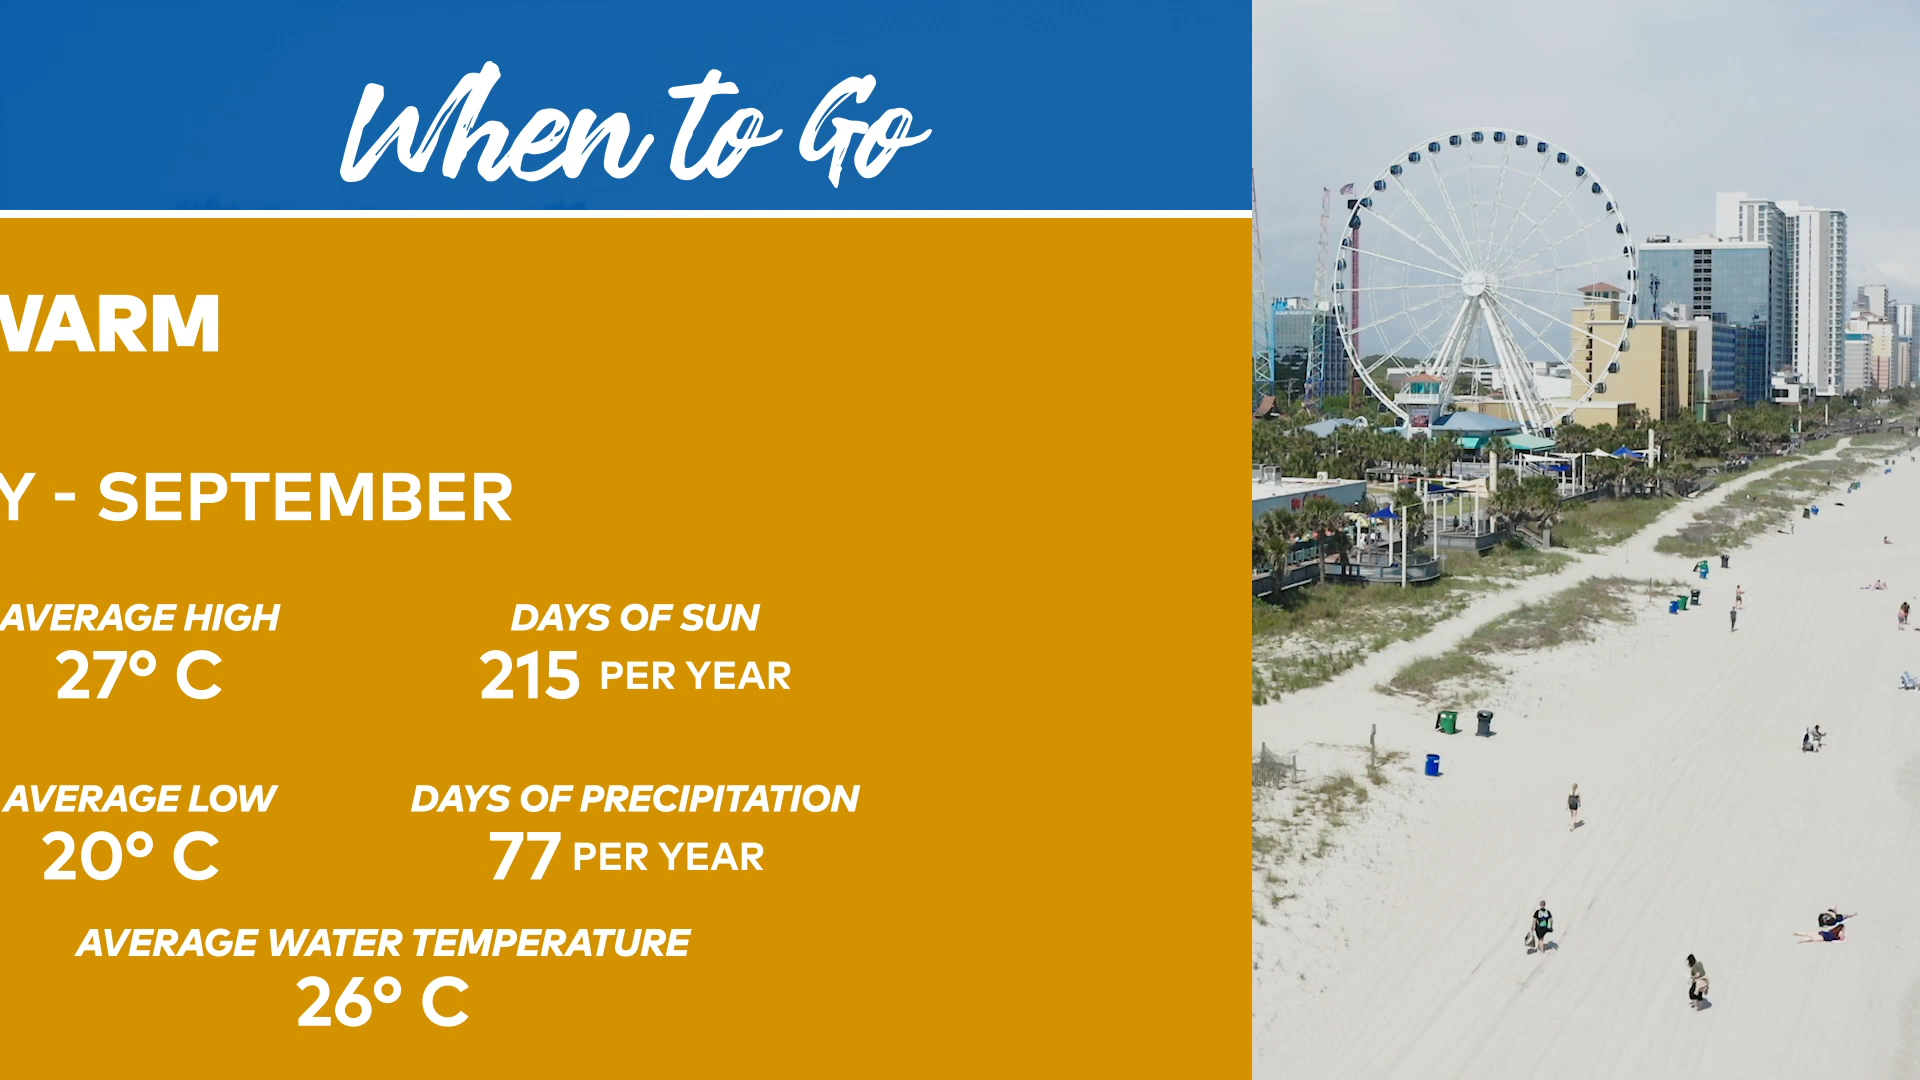 When to Go
WARM
Y - SEPTEMBER
AVERAGE HIGH
27° C
DAYS OF SUN
215 PER YEAR
AVERAGE LOW
20° C
DAYS OF PRECIPITATION
77 PER YEAR
AVERAGE WATER TEMPERATURE
26° C